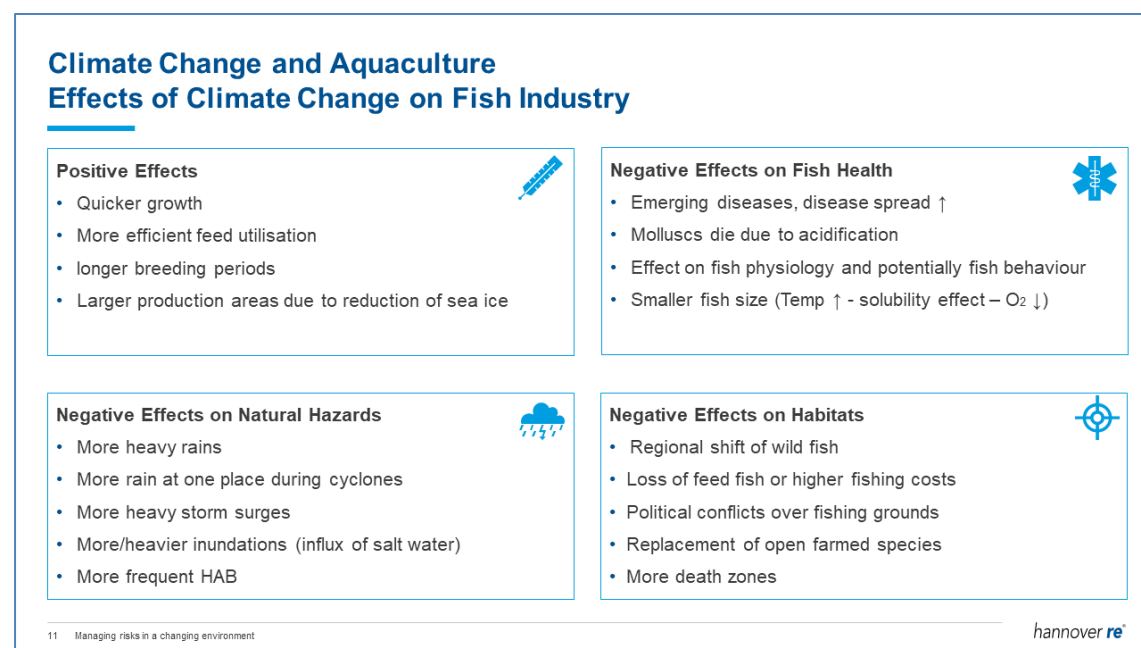 Climate Change and Aquaculture
Effects of Climate Change on Fish Industry
Positive Effects
• Quicker growth
• More efficient feed utilisation
• longer breeding periods
• Larger production areas due to reduction of sea ice
Negative Effects on Fish Health
• Emerging diseases, disease spread ↑
• Molluscs die due to acidification
• Effect on fish physiology and potentially fish behaviour
• Smaller fish size (Temp ↑ - solubility effect – O2 ↓)
Negative Effects on Natural Hazards
• More heavy rains
• More rain at one place during cyclones
• More heavy storm surges
• More/heavier inundations (influx of salt water)
• More frequent HAB
Negative Effects on Habitats
• Regional shift of wild fish
• Loss of feed fish or higher fishing costs
• Political conflicts over fishing grounds
• Replacement of open farmed species
• More death zones
11 Managing risks in a changing environment
hannover re®